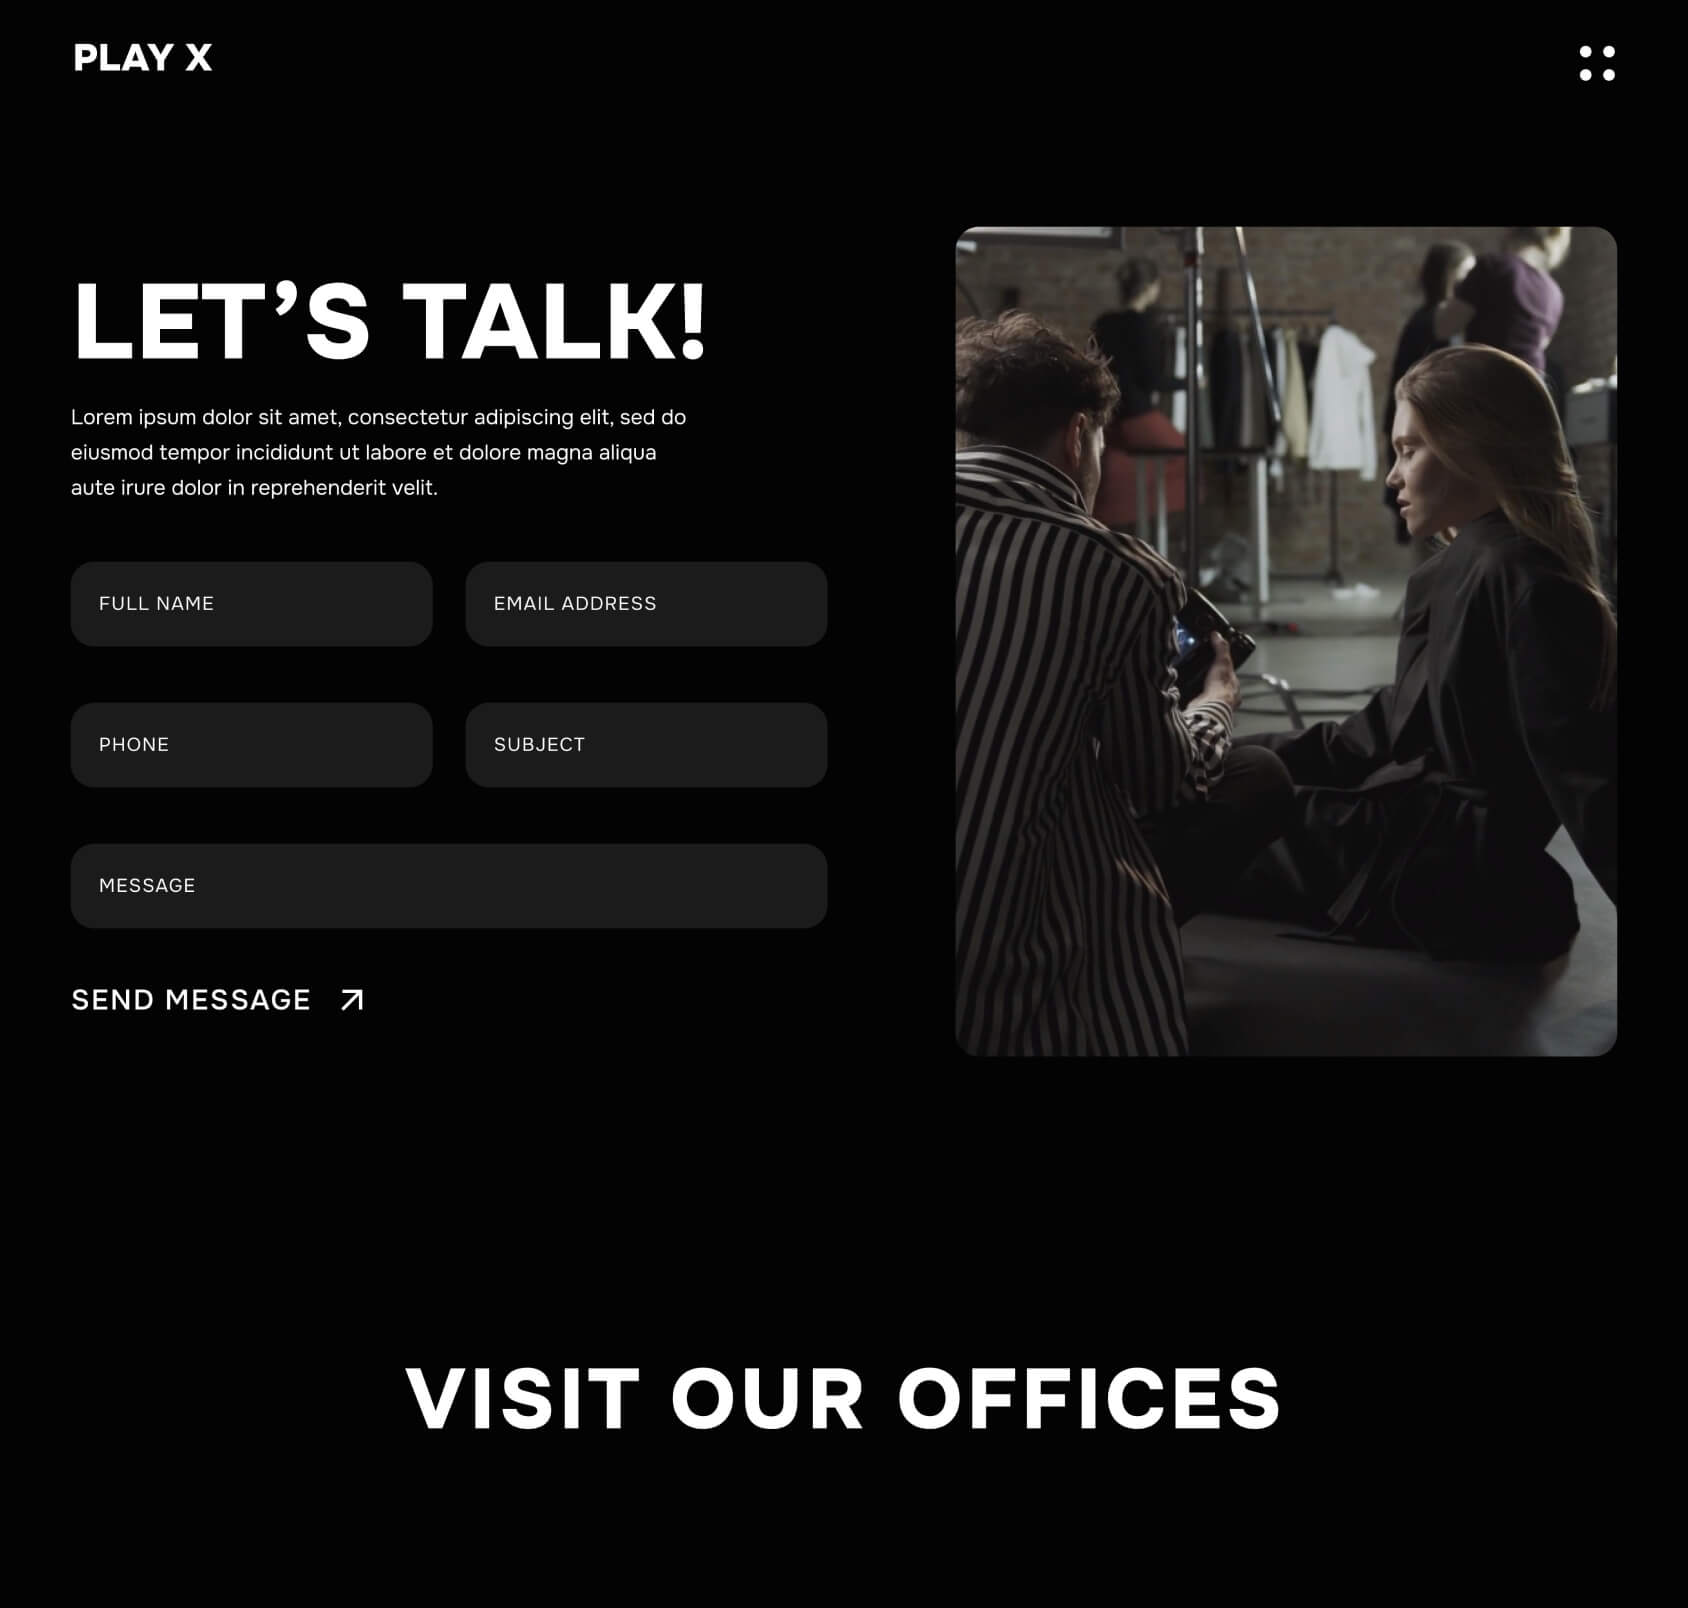 PLAY X
LET’S TALK!
Lorem ipsum dolor sit amet, consectetur adipiscing elit, sed do
eiusmod tempor incididunt ut labore et dolore magna aliqua
aute irure dolor in reprehenderit velit.
FULL NAME
EMAIL ADDRESS
PHONE
SUBJECT
MESSAGE
SEND MESSAGE
VISIT OUR OFFICES